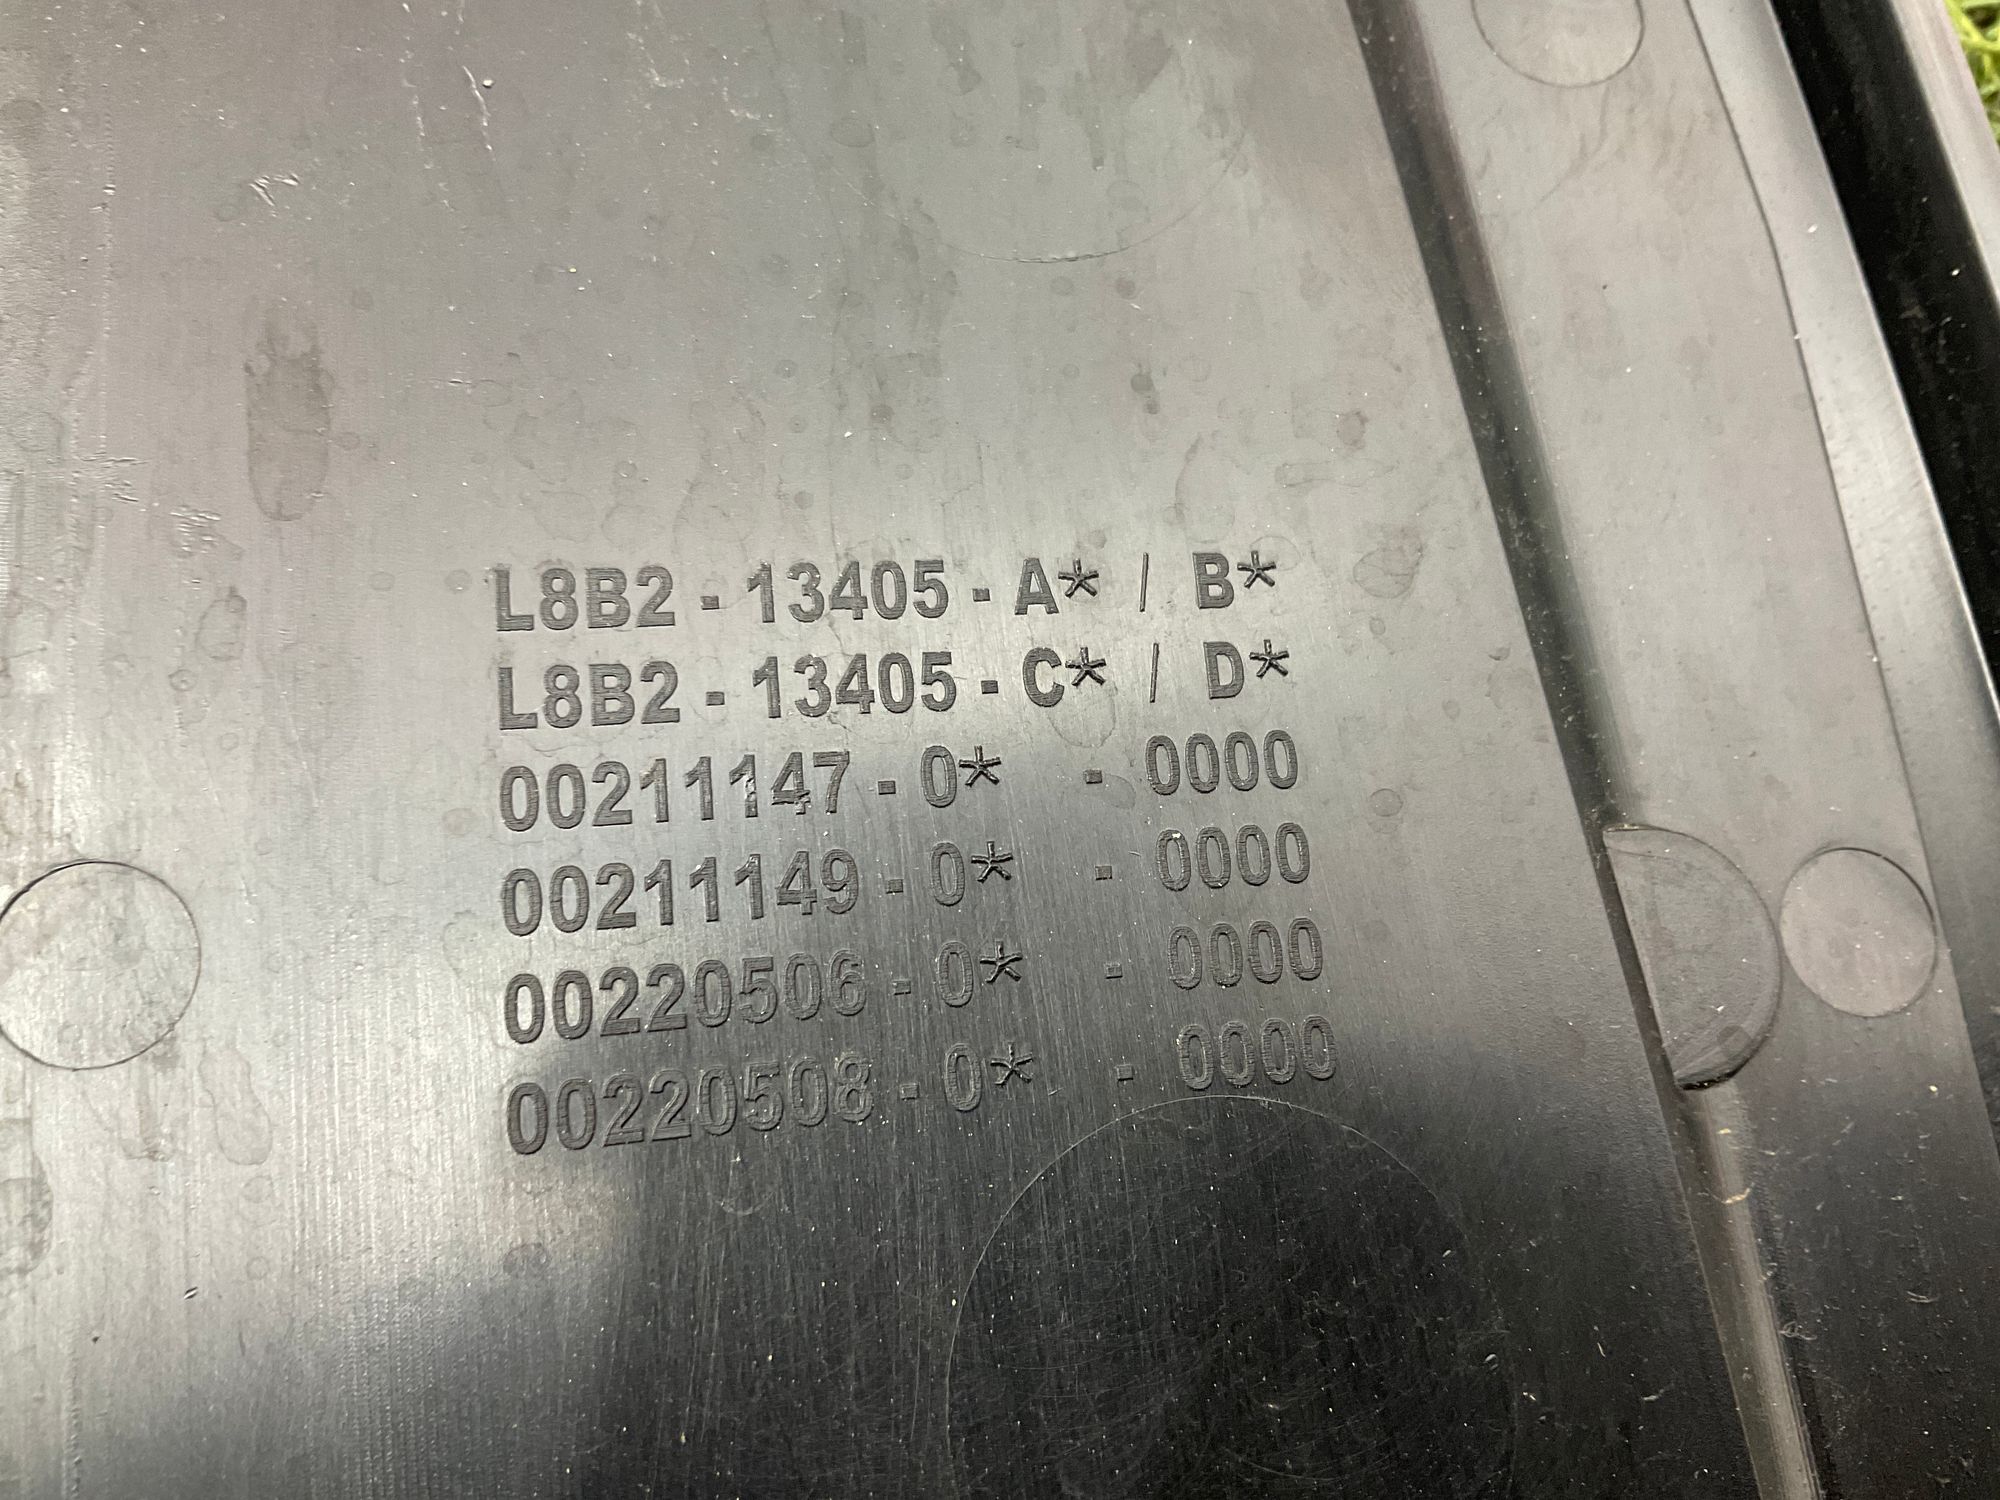 L8B2 - 13405 - A* / B*
L8B2 - 13405 - C* / D*
00211147 - 0* - 0000
00211149 - 0* - 0000
00220506 - 0* - 0000
00220508 - 0* - 0000